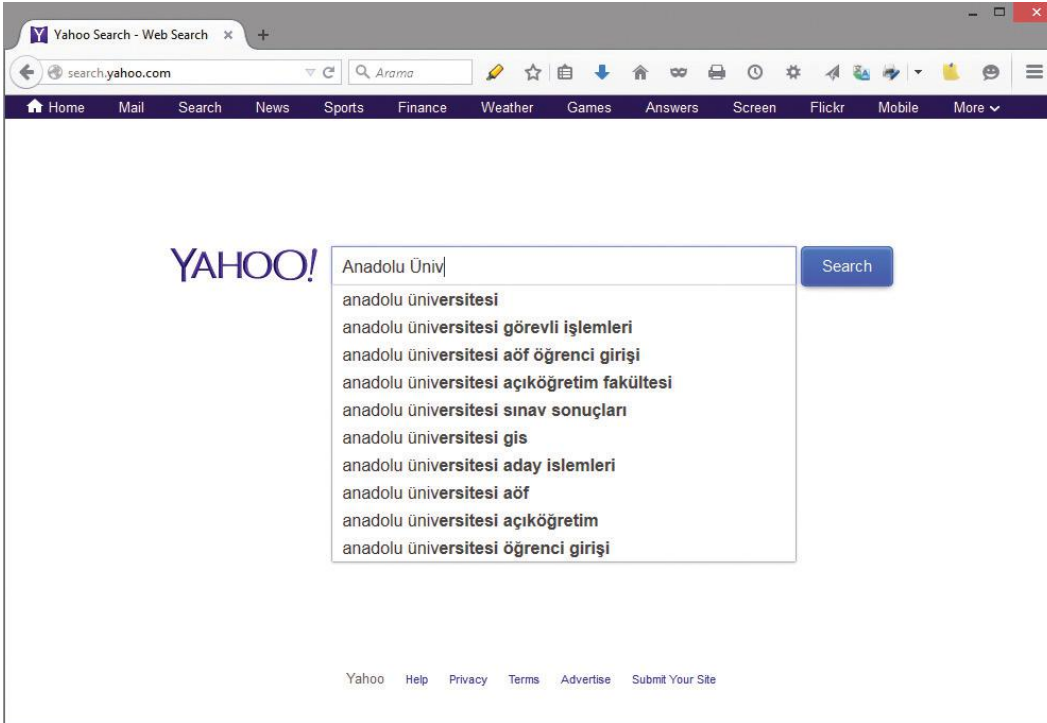 Yahoo Search - Web Search
search.yahoo.com Arama
Home Mail Search News Sports Finance Weather Games Answers Screen Flickr Mobile More
YAHOO! Anadolu Üniv Search
anadolu üniversitesi
anadolu üniversitesi görevli işlemleri
anadolu üniversitesi aöf öğrenci girişi
anadolu üniversitesi açıköğretim fakültesi
anadolu üniversitesi sınav sonuçları
anadolu üniversitesi gis
anadolu üniversitesi aday islemleri
anadolu üniversitesi aöf
anadolu üniversitesi açıköğretim
anadolu üniversitesi öğrenci girişi
Yahoo Help Privacy Terms Advertise Submit Your Site